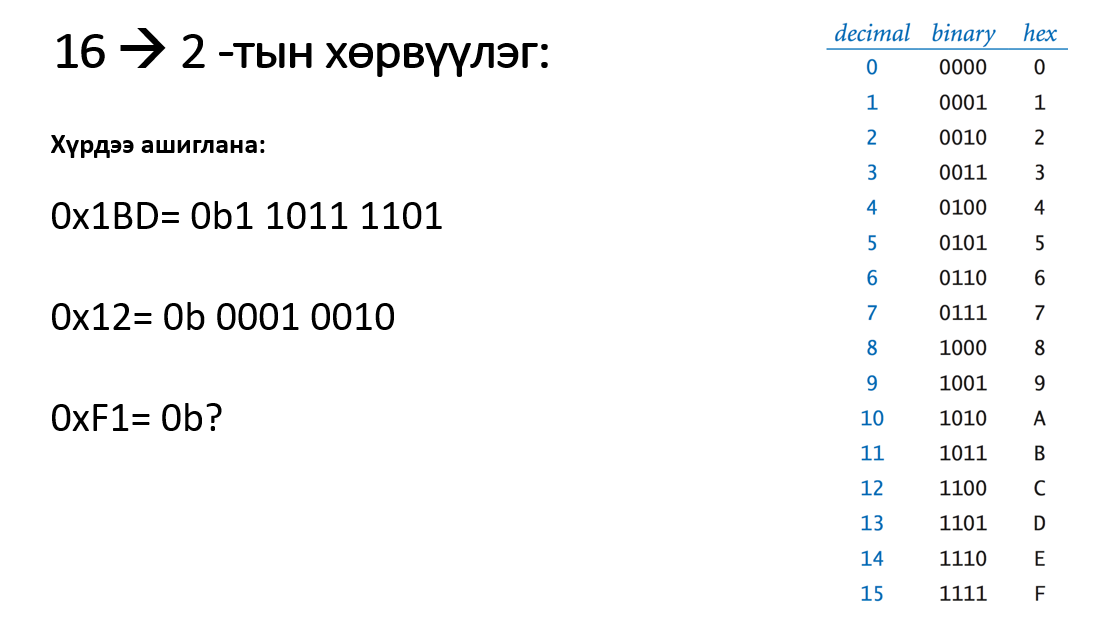 16 → 2 -тын хөрвүүлэг:
Хүрдээ ашиглана:
0x1BD= 0b1 1011 1101
0x12= 0b 0001 0010
0xF1= 0b?
decimal binary hex
0 0000 0
1 0001 1
2 0010 2
3 0011 3
4 0100 4
5 0101 5
6 0110 6
7 0111 7
8 1000 8
9 1001 9
10 1010 A
11 1011 B
12 1100 C
13 1101 D
14 1110 E
15 1111 F